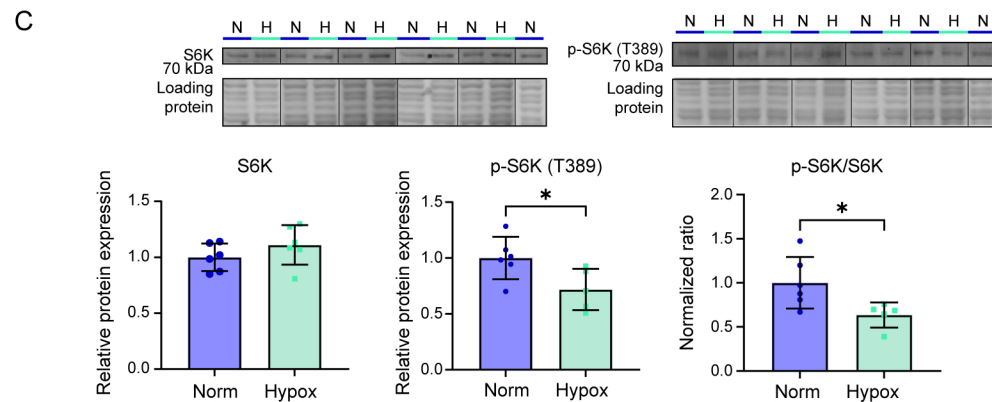 C
N H N H N H N H N H N
S6K
70 kDa
Loading
protein
N H N H N H N H N H N
p-S6K (T389)
70 kDa
Loading
protein
S6K
Relative protein expression
1.5
1.0
0.5
0.0
Norm Hypox
p-S6K (T389)
*
Relative protein expression
1.5
1.0
0.5
0.0
Norm Hypox
p-S6K/S6K
*
Normalized ratio
2.0
1.5
1.0
0.5
0.0
Norm Hypox